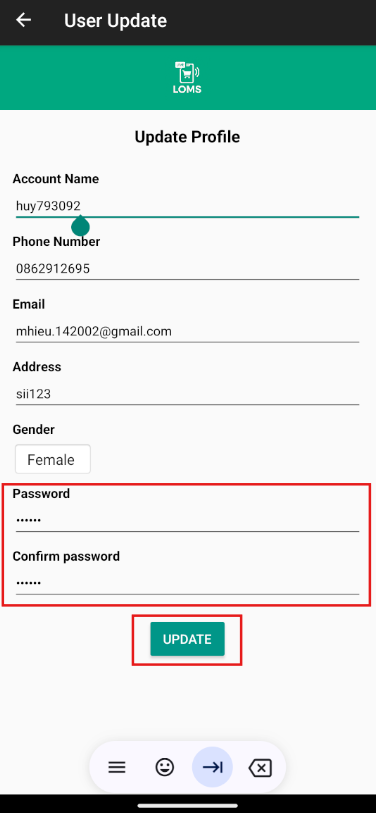 User Update
LOMS
Update Profile
Account Name
huy793092
Phone Number
0862912695
Email
mhieu.142002@gmail.com
Address
sii123
Gender
Female
Password
••••••
Confirm password
••••••
UPDATE